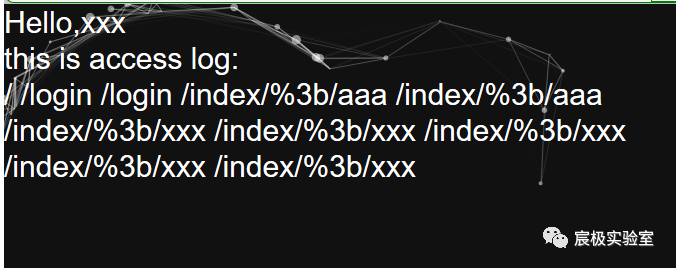 Hello,xxx
this is access log:
/ /login /login /index/%3b/aaa /index/%3b/aaa
/index/%3b/xxx /index/%3b/xxx /index/%3b/xxx
/index/%3b/xxx /index/%3b/xxx
宸极实验室